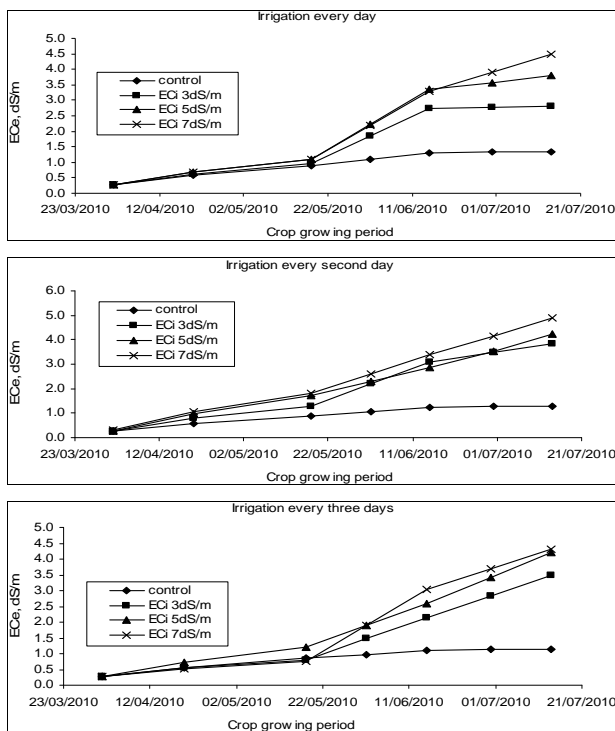 Irrigation every day
5.0
4.5
4.0
3.5
3.0
2.5
2.0
1.5
1.0
0.5
0.0
ECe, dS/m
control
ECi 3dS/m
ECi 5dS/m
ECi 7dS/m
23/03/2010 12/04/2010 02/05/2010 22/05/2010 11/06/2010 01/07/2010 21/07/2010
Crop growing period
Irrigation every second day
6.0
5.0
4.0
3.0
2.0
1.0
0.0
ECe, dS/m
control
ECi 3dS/m
ECi 5dS/m
ECi 7dS/m
23/03/2010 12/04/2010 02/05/2010 22/05/2010 11/06/2010 01/07/2010 21/07/2010
Crop growing period
Irrigation every three days
5.0
4.5
4.0
3.5
3.0
2.5
2.0
1.5
1.0
0.5
0.0
ECe, dS/m
control
ECi 3dS/m
ECi 5dS/m
ECi 7dS/m
23/03/2010 12/04/2010 02/05/2010 22/05/2010 11/06/2010 01/07/2010 21/07/2010
Crop growing period